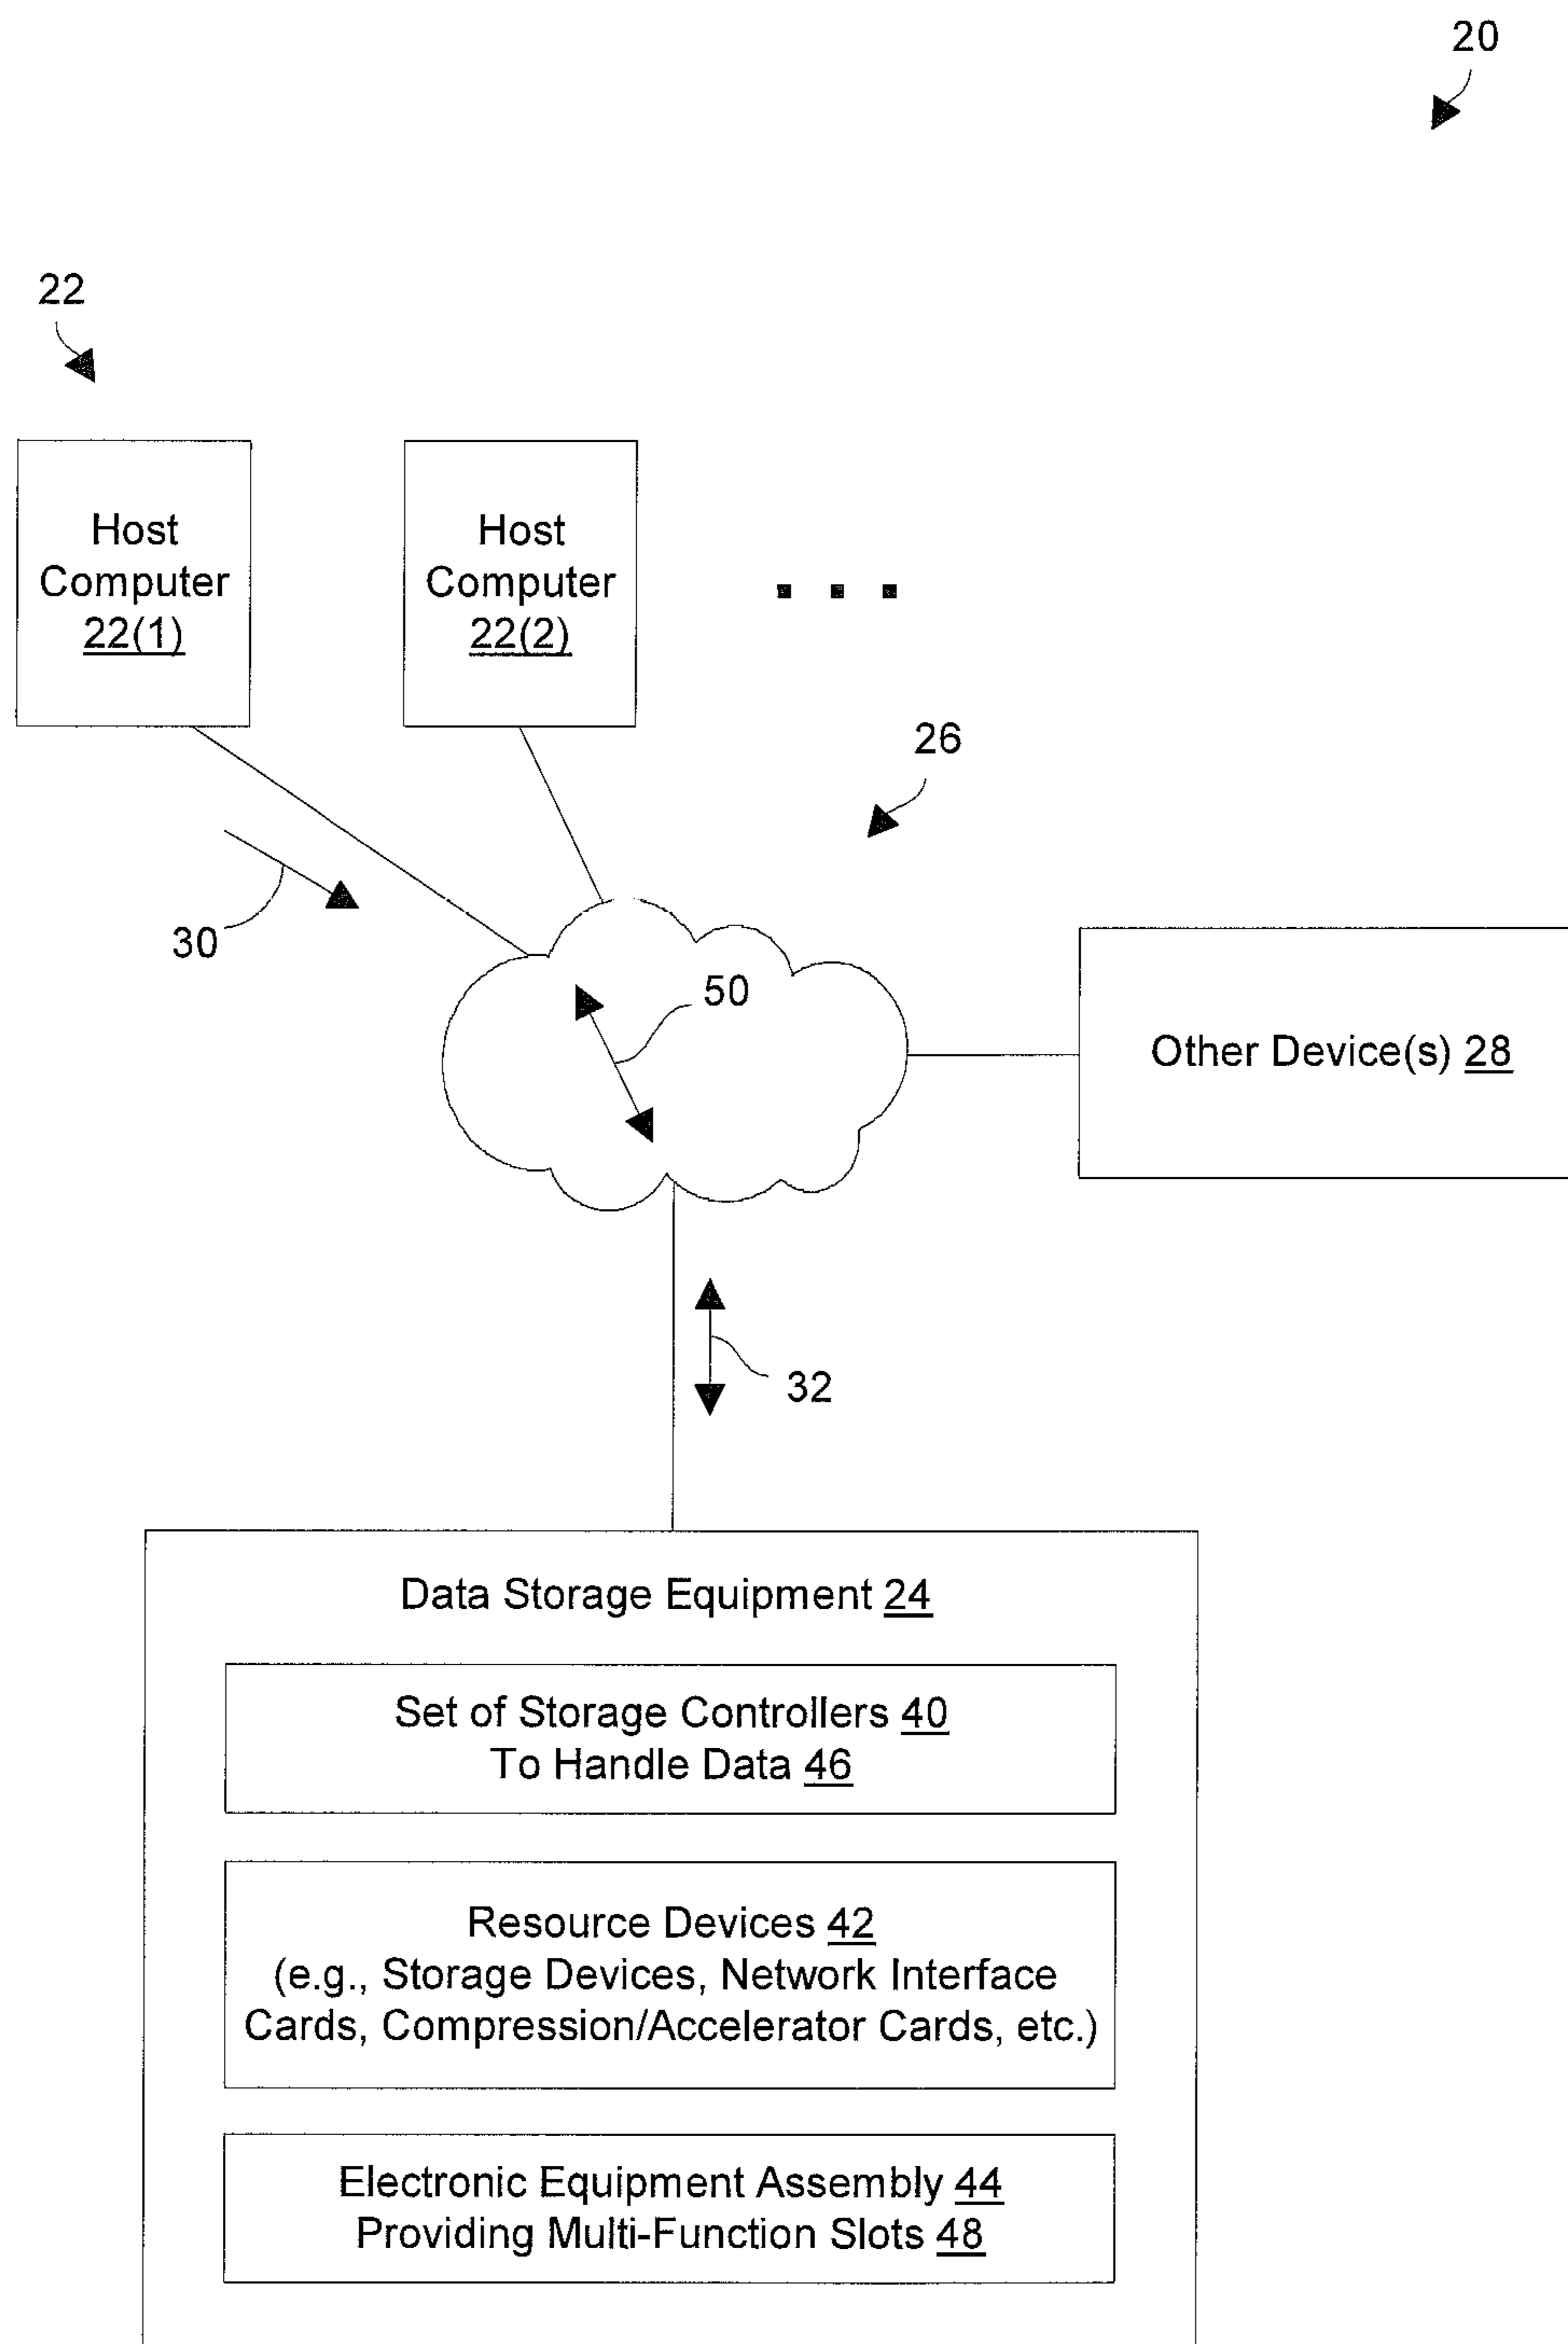 20
22
Host
Computer
22(1)
Host
Computer
22(2)
26
30
50
Other Device(s) 28
32
Data Storage Equipment 24
Set of Storage Controllers 40
To Handle Data 46
Resource Devices 42
(e.g., Storage Devices, Network Interface
Cards, Compression/Accelerator Cards, etc.)
Electronic Equipment Assembly 44
Providing Multi-Function Slots 48